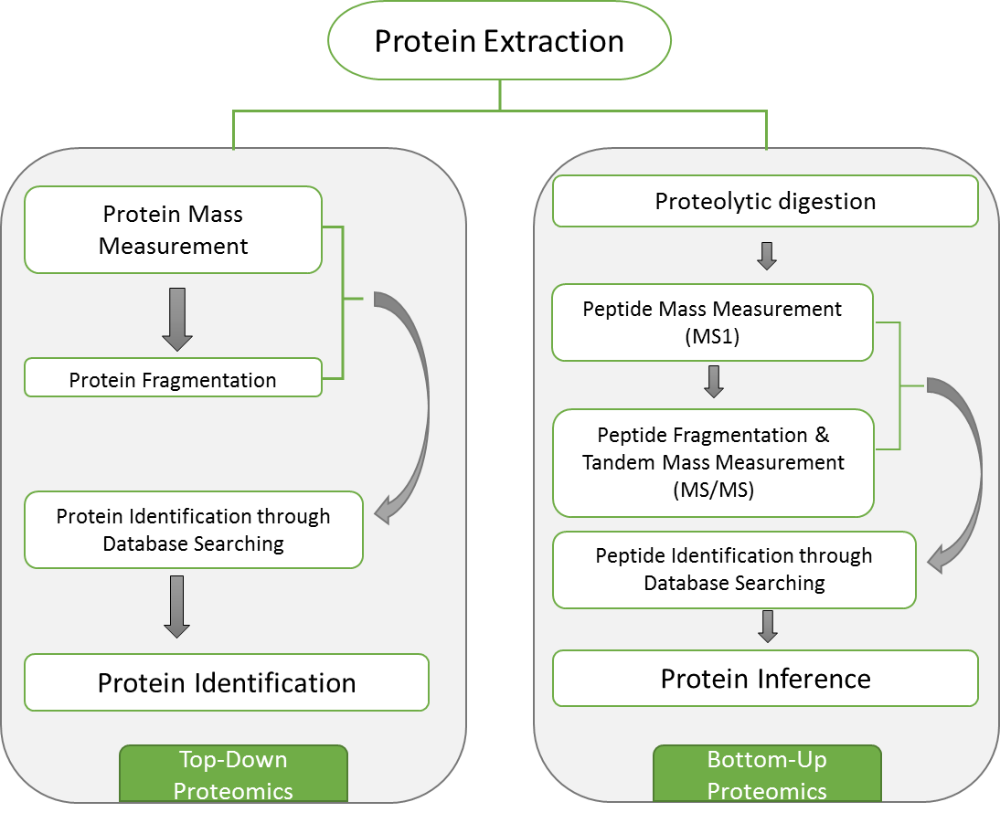 Protein Extraction
Protein Mass
Measurement
Protein Fragmentation
Protein Identification through
Database Searching
Protein Identification
Top-Down
Proteomics
Proteolytic digestion
Peptide Mass Measurement
(MS1)
Peptide Fragmentation &
Tandem Mass Measurement
(MS/MS)
Peptide Identification through
Database Searching
Protein Inference
Bottom-Up
Proteomics